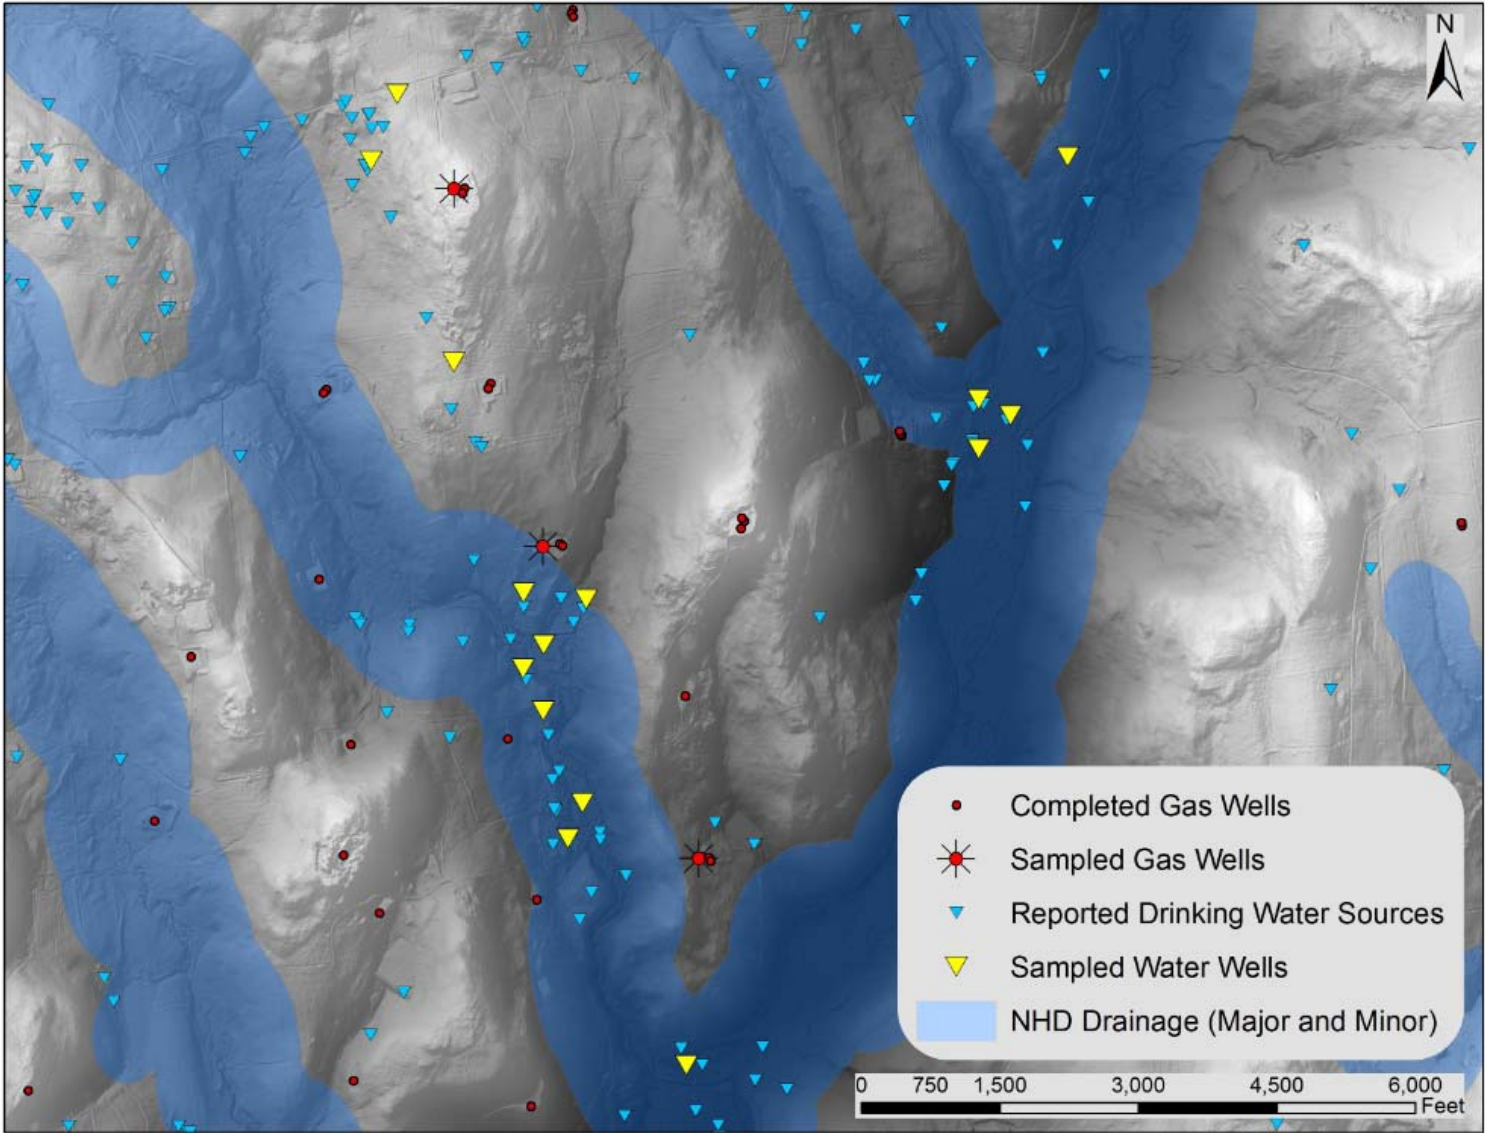 N
Completed Gas Wells
Sampled Gas Wells
Reported Drinking Water Sources
Sampled Water Wells
NHD Drainage (Major and Minor)
0 750 1,500 3,000 4,500 6,000
Feet